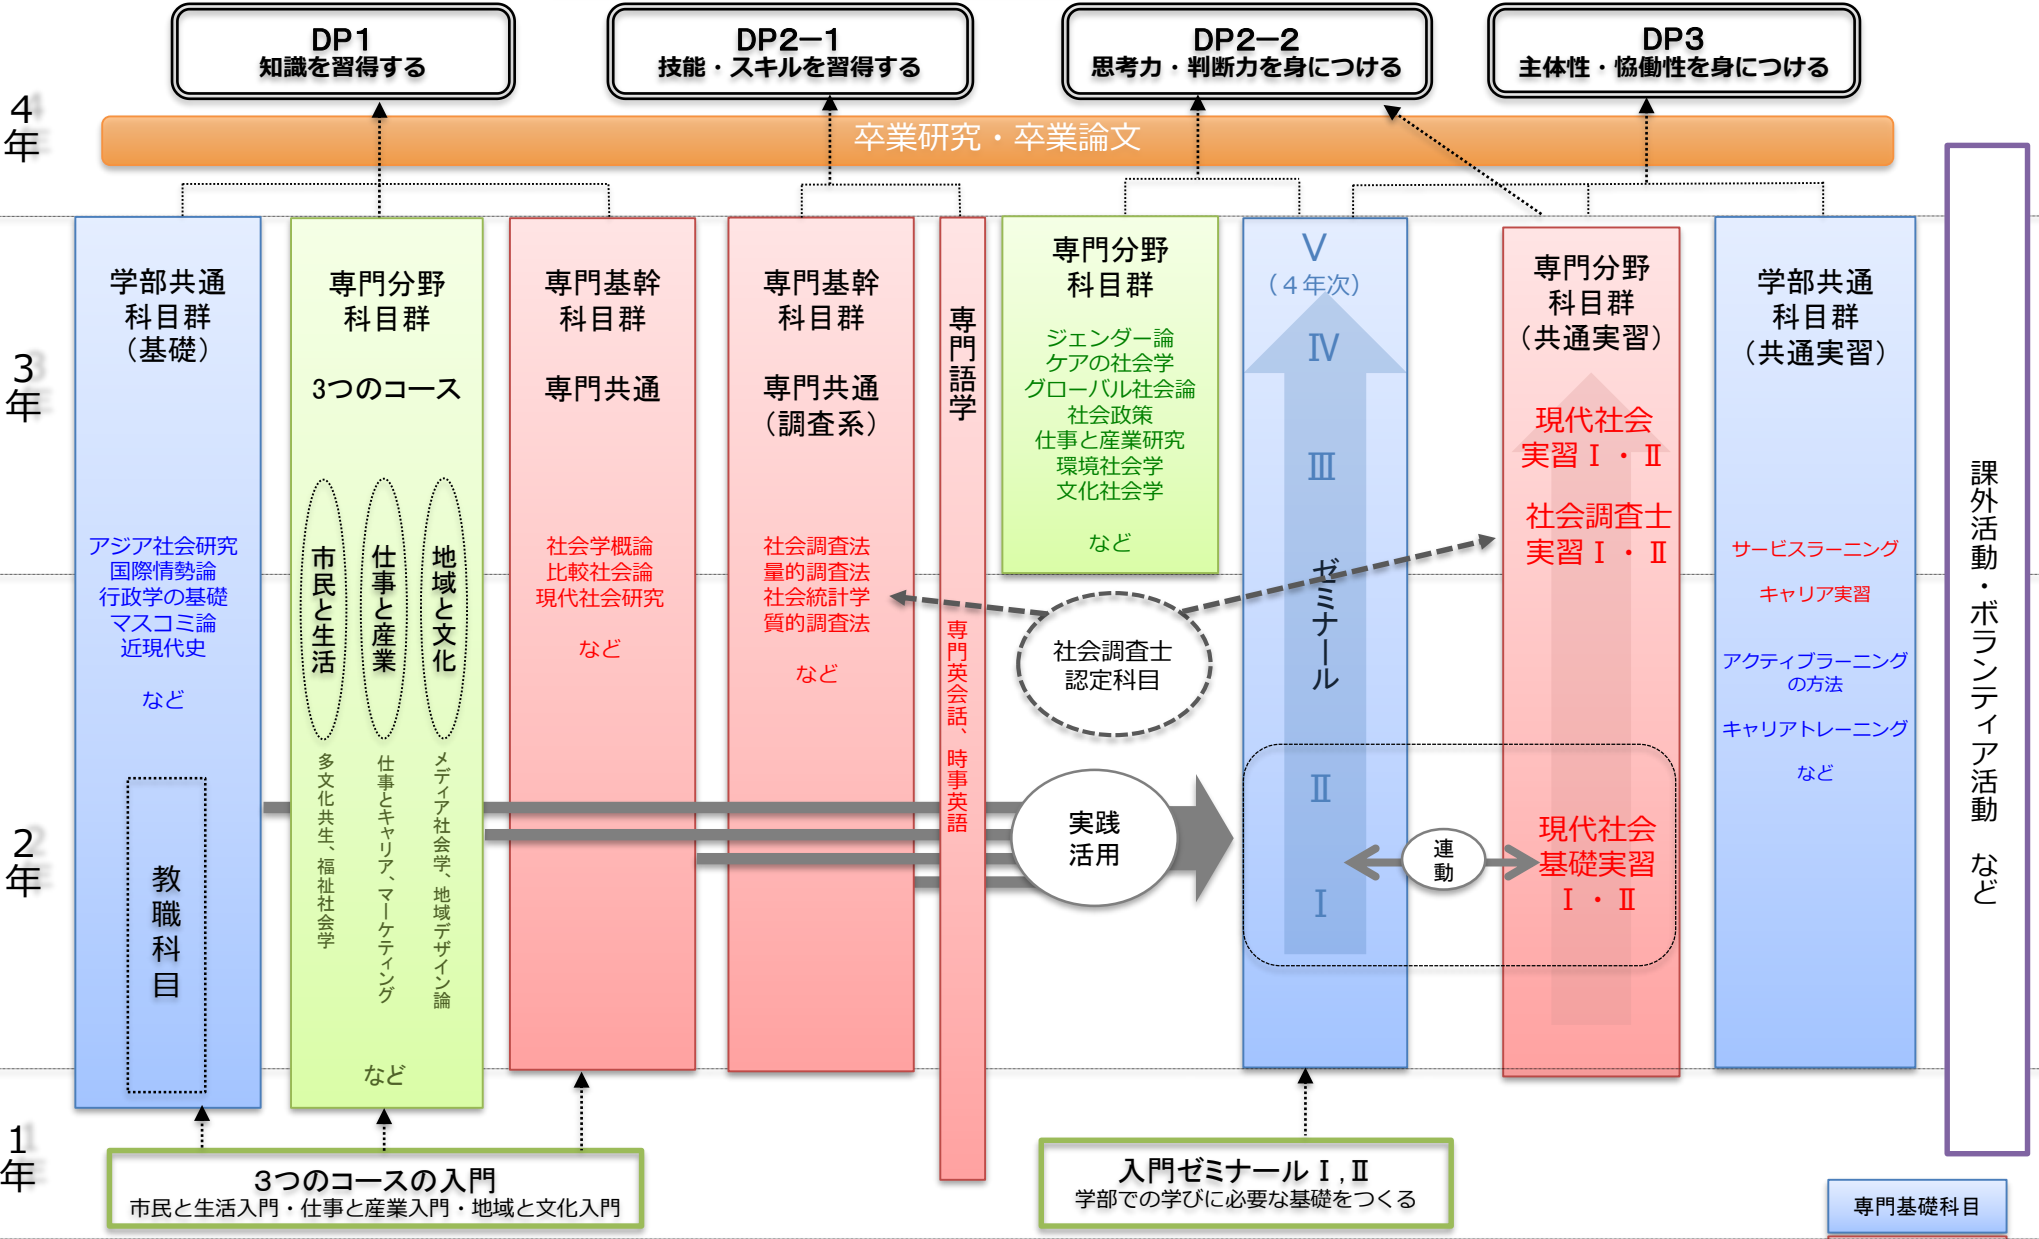 DP1
知識を習得する
DP2−1
技能・スキルを習得する
DP2−2
思考力・判断力を身につける
DP3
主体性・恊働性を身につける
4
年
卒業研究・卒業論文
3
年
2
年
1
年
学部共通
科目群
（基礎）
アジア社会研究
国際情勢論
行政学の基礎
マスコミ論
近現代史
など
教職科目
専門分野
科目群
3つのコース
市民と生活
仕事と産業
地域と文化
多文化共生、福祉社会学
仕事とキャリア、マーケティング
メディア社会学、地域デザイン論
など
専門基幹
科目群
専門共通
社会学概論
比較社会論
現代社会研究
など
専門基幹
科目群
専門共通
（調査系）
社会調査法
量的調査法
社会統計学
質的調査法
など
専門語学
専門英会話、時事英語
専門分野
科目群
ジェンダー論
ケアの社会学
グローバル社会論
社会政策
仕事と産業研究
環境社会学
文化社会学
など
社会調査士
認定科目
実践
活用
Ⅴ
（４年次）
Ⅳ
Ⅲ
ゼミナール
Ⅱ
Ⅰ
連
動
専門分野
科目群
（共通実習）
現代社会
実習Ⅰ・Ⅱ
社会調査士
実習Ⅰ・Ⅱ
現代社会
基礎実習
Ⅰ・Ⅱ
学部共通
科目群
（共通実習）
サービスラーニング
キャリア実習
アクティブラーニング
の方法
キャリアトレーニング
など
課外活動・ボランティア活動 など
3つのコースの入門
市民と生活入門・仕事と産業入門・地域と文化入門
入門ゼミナールⅠ,Ⅱ
学部での学びに必要な基礎をつくる
専門基礎科目